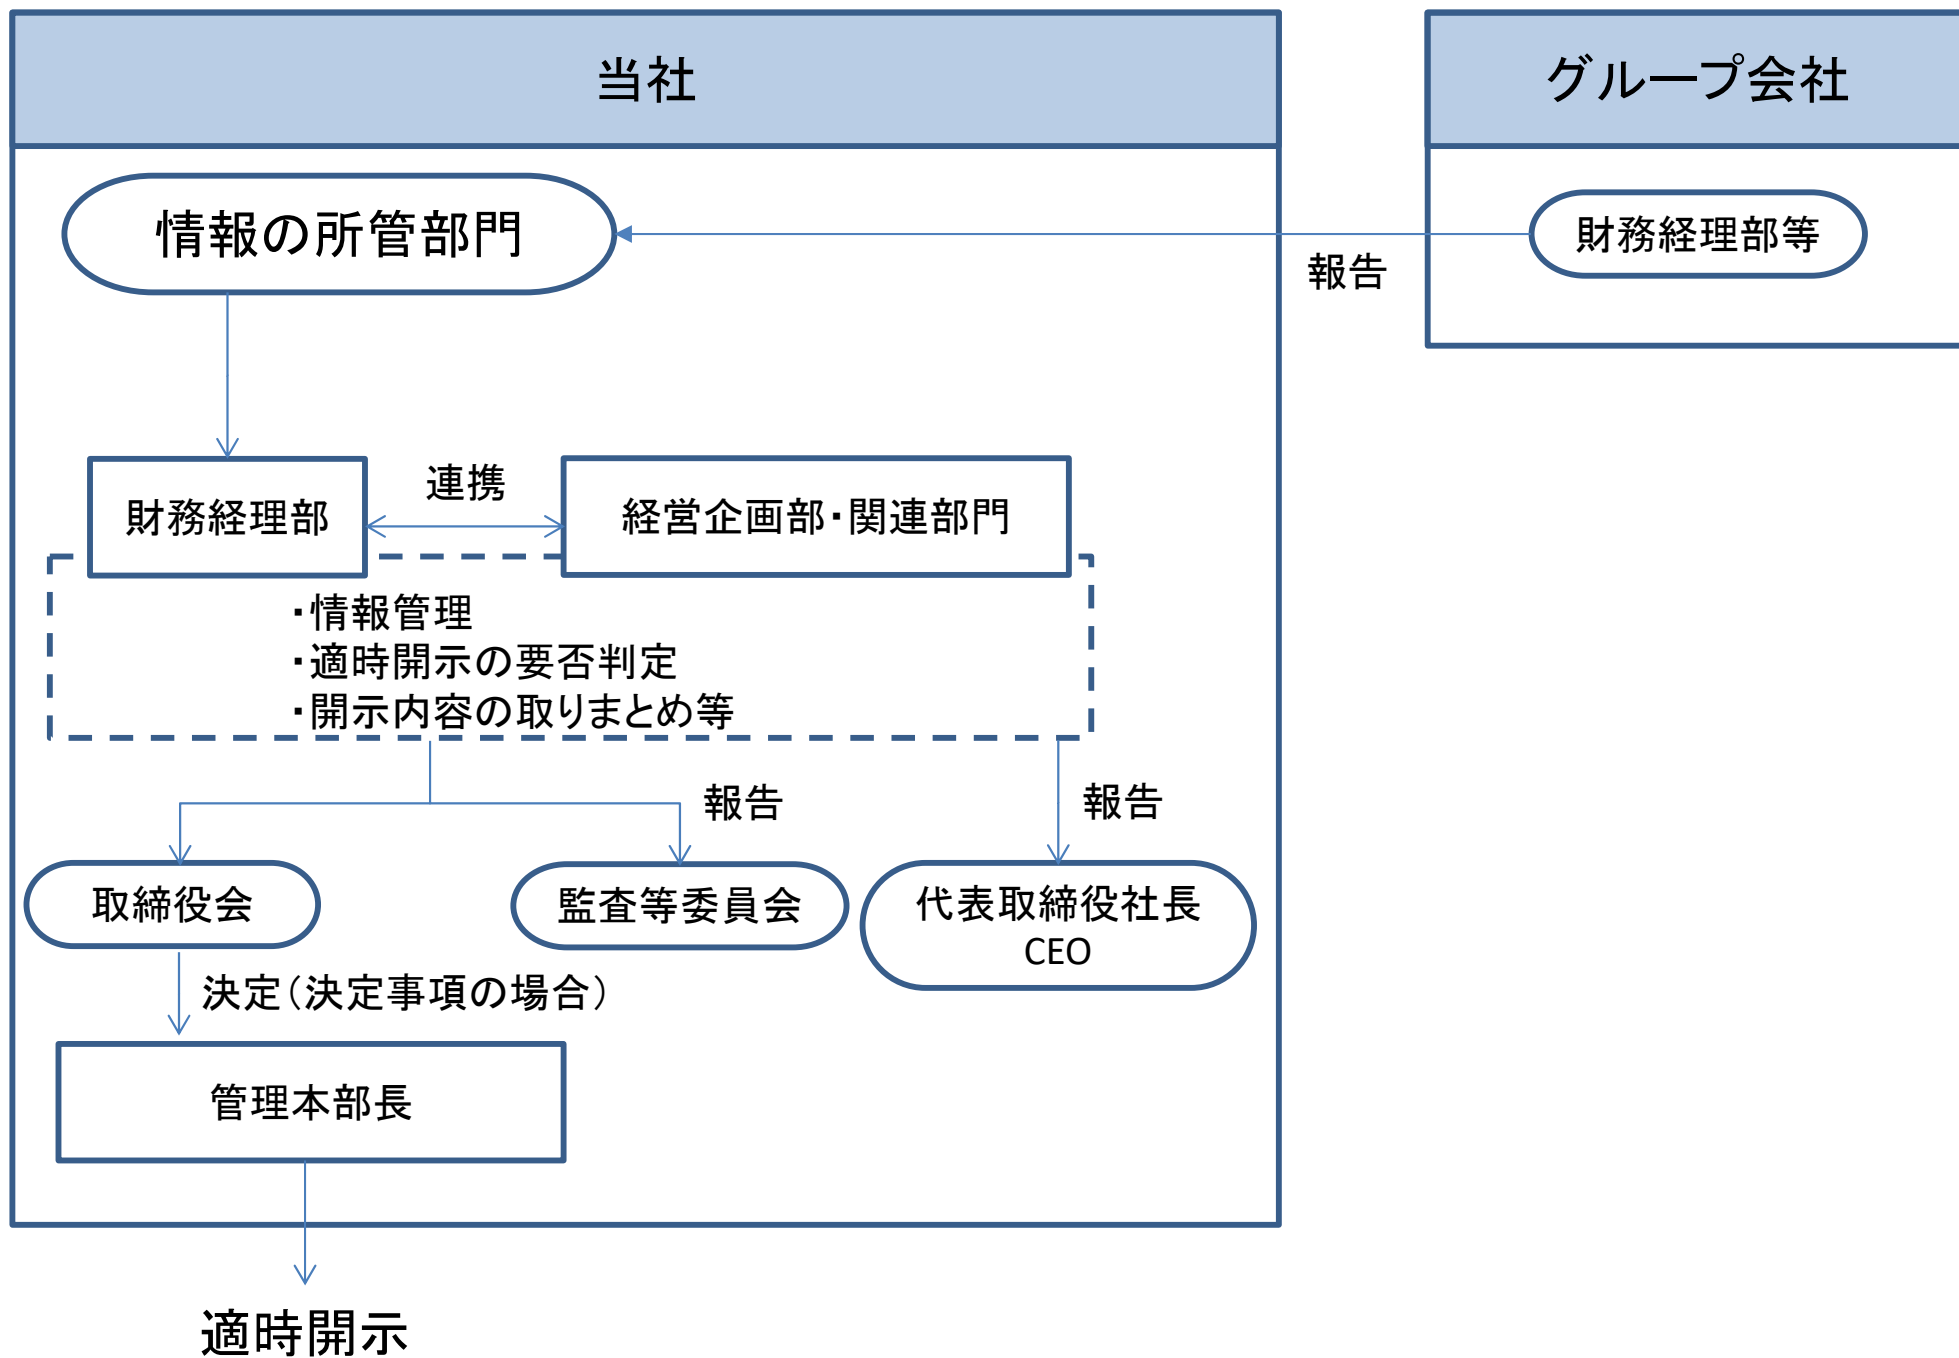 当社
グループ会社
情報の所管部門
財務経理部等
報告
連携
財務経理部
経営企画部・関連部門
・情報管理
・適時開示の要否判定
・開示内容の取りまとめ等
報告
報告
取締役会
監査等委員会
代表取締役社長
CEO
決定(決定事項の場合)
管理本部長
適時開示